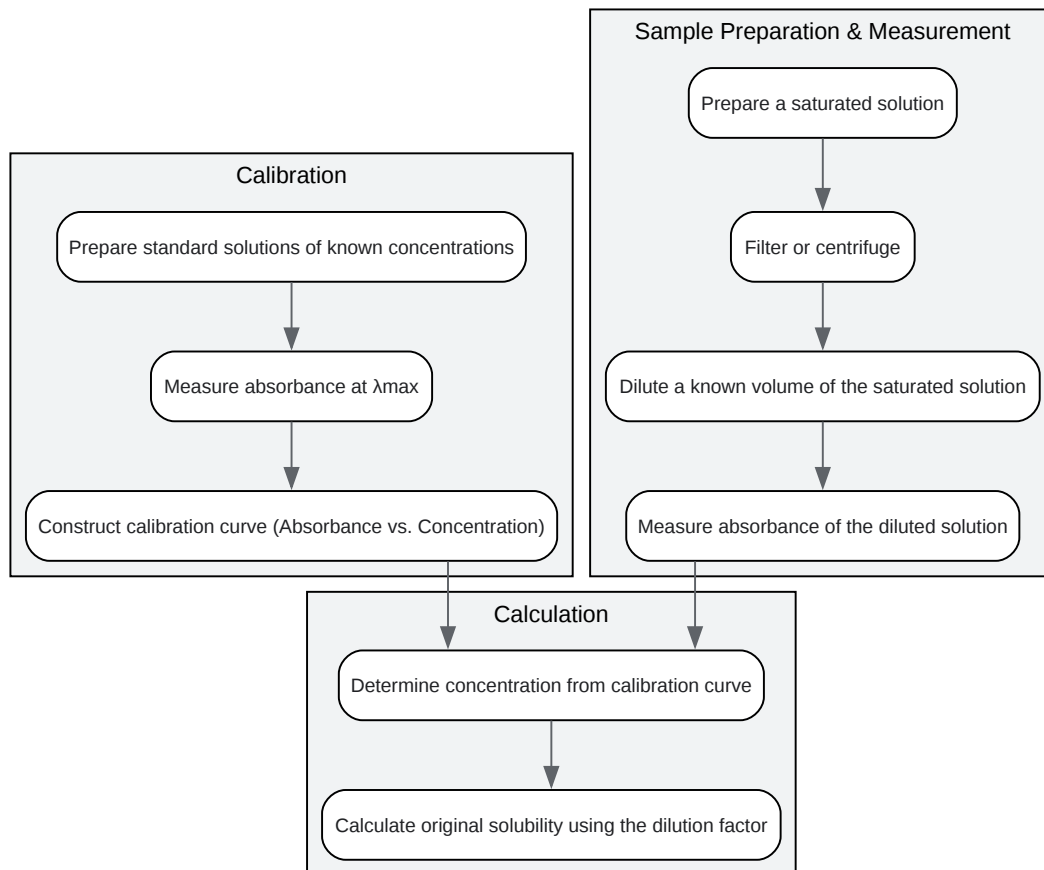 Sample Preparation & Measurement
Prepare a saturated solution
Filter or centrifuge
Dilute a known volume of the saturated solution
Measure absorbance of the diluted solution
Calibration
Prepare standard solutions of known concentrations
Measure absorbance at λmax
Construct calibration curve (Absorbance vs. Concentration)
Calculation
Determine concentration from calibration curve
Calculate original solubility using the dilution factor